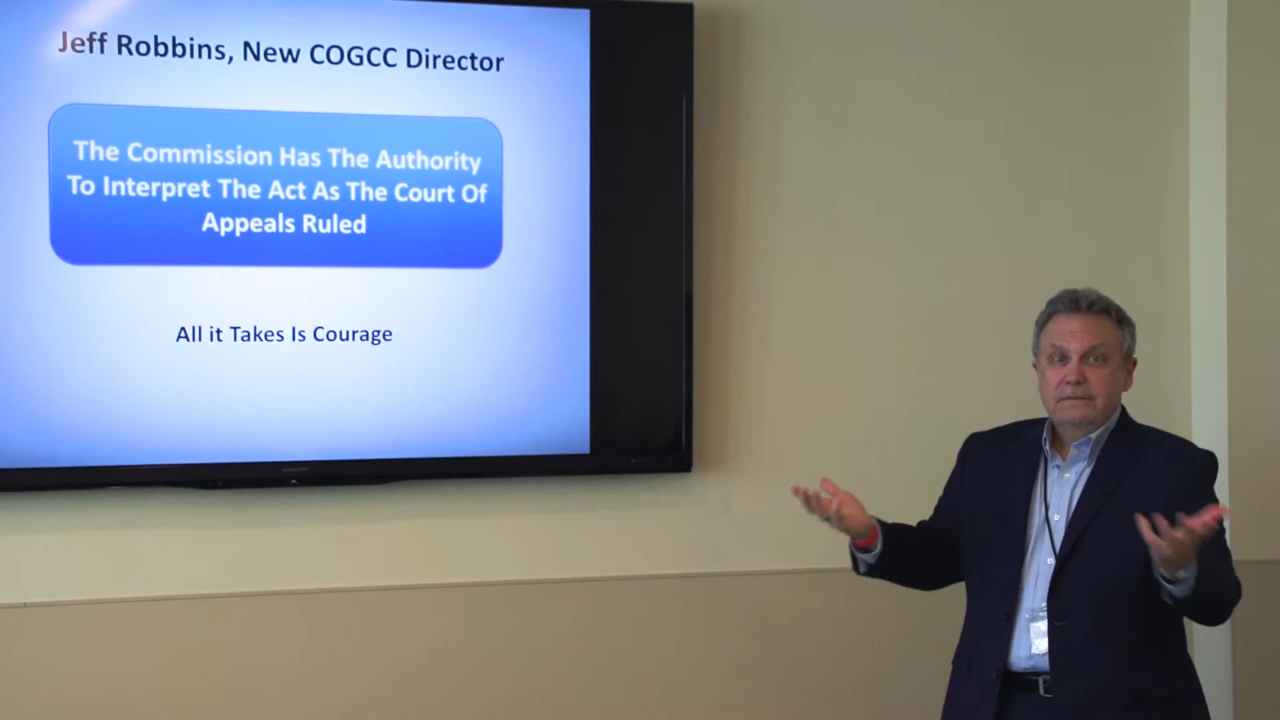 Jeff Robbins, New COGCC Director
The Commission Has The Authority
To Interpret The Act As The Court Of
Appeals Ruled
All it Takes Is Courage
SHARP